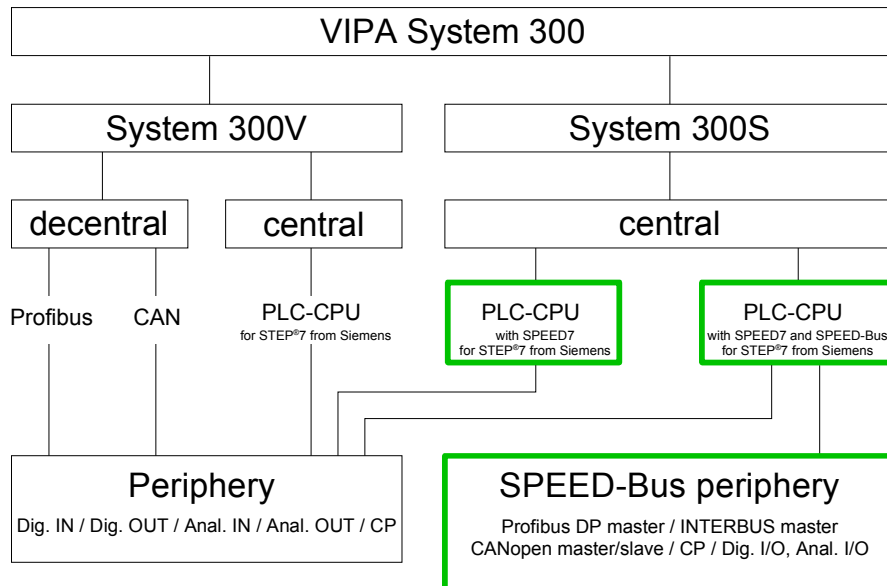 VIPA System 300
System 300V
System 300S
decentral
central
central
Profibus
CAN
PLC-CPU
for STEP®7 from Siemens
PLC-CPU
with SPEED7
for STEP®7 from Siemens
PLC-CPU
with SPEED7 and SPEED-Bus
for STEP®7 from Siemens
Periphery
Dig. IN / Dig. OUT / Anal. IN / Anal. OUT / CP
SPEED-Bus periphery
Profibus DP master / INTERBUS master
CANopen master/slave / CP / Dig. I/O, Anal. I/O